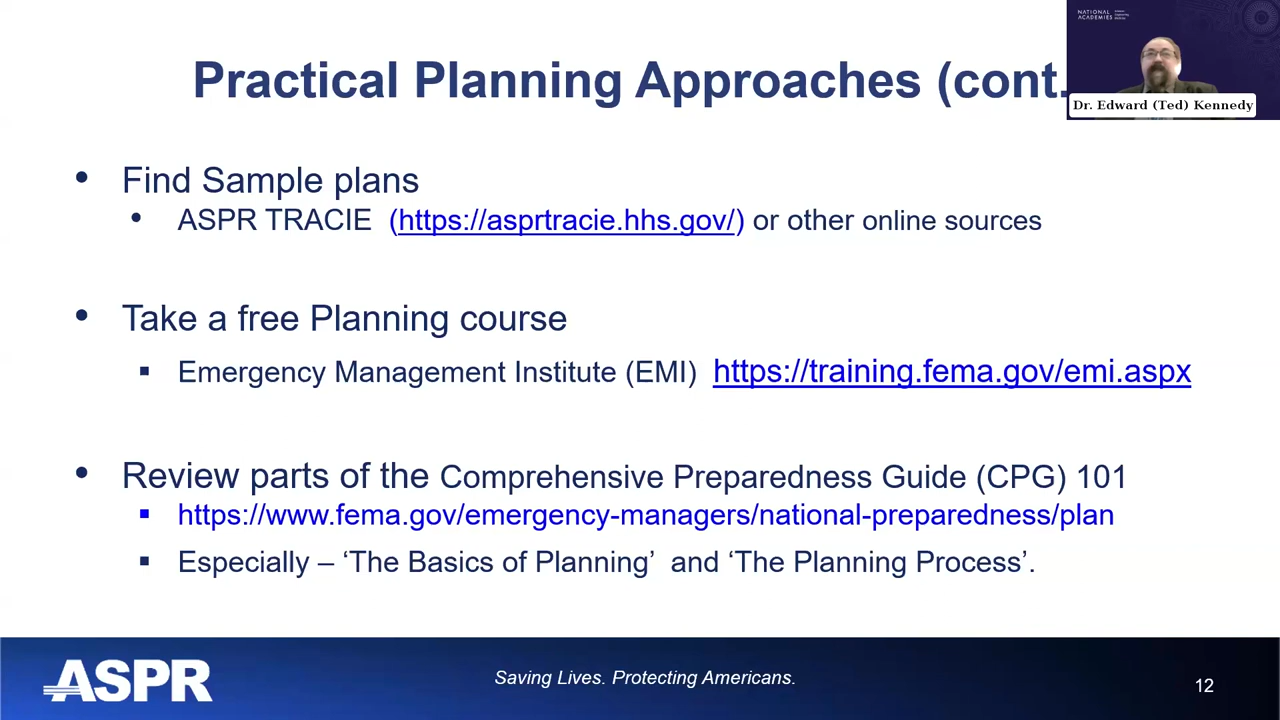 NATIONAL
ACADEMIES
Practical Planning Approaches (cont.
Dr. Edward (Ted) Kennedy
• Find Sample plans
• ASPR TRACIE (https://asprtracie.hhs.gov/) or other online sources
• Take a free Planning course
▪ Emergency Management Institute (EMI) https://training.fema.gov/emi.aspx
• Review parts of the Comprehensive Preparedness Guide (CPG) 101
▪ https://www.fema.gov/emergency-managers/national-preparedness/plan
▪ Especially – ‘The Basics of Planning’ and ‘The Planning Process’.
ASPR
Saving Lives. Protecting Americans.
12